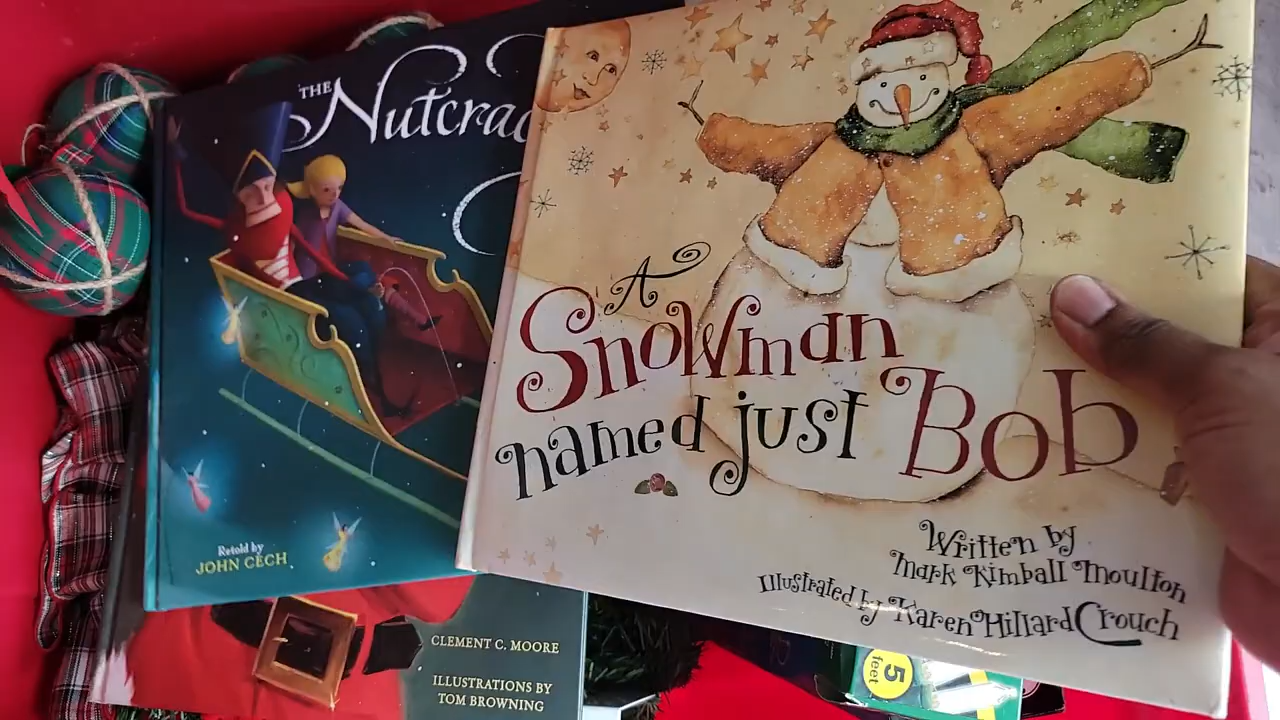 THE
Nutcrac
Retold by
JOHN CECH
A
Snowman
named just Bob
Written by
Mark Kimball Moulton
Illustrated by Karen Hillard Crouch
CLEMENT C. MOORE
ILLUSTRATIONS BY
TOM BROWNING
5
feet